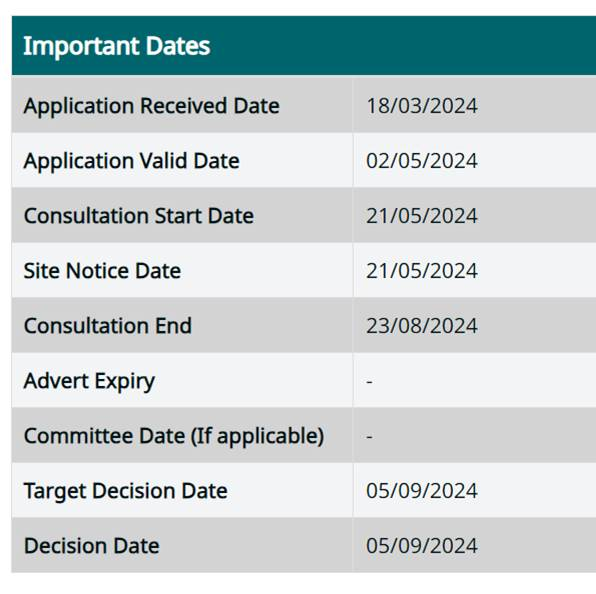 Important Dates
Application Received Date 18/03/2024
Application Valid Date 02/05/2024
Consultation Start Date 21/05/2024
Site Notice Date 21/05/2024
Consultation End 23/08/2024
Advert Expiry -
Committee Date (If applicable) -
Target Decision Date 05/09/2024
Decision Date 05/09/2024